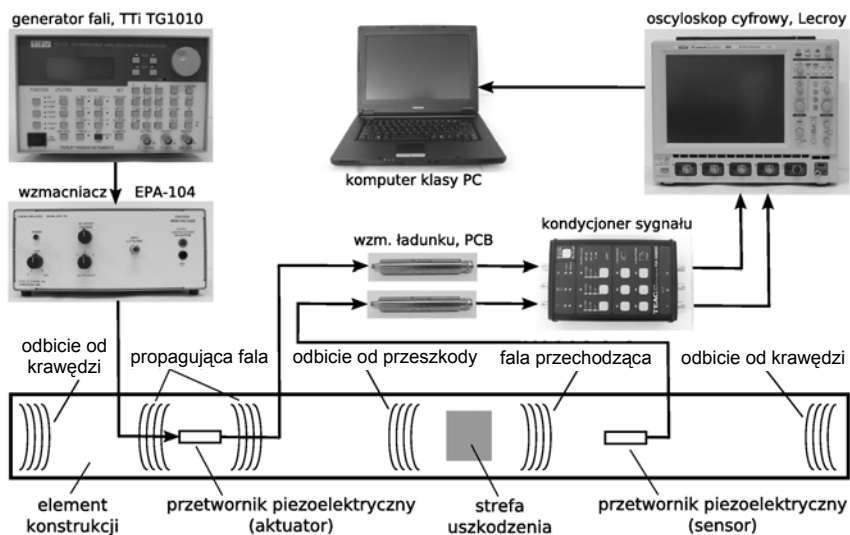 generator fali, TTi TG1010
oscyloskop cyfrowy, Lecroy
komputer klasy PC
wzmacniacz EPA-104
kondycjoner sygnału
wzm. ładunku, PCB
TEAC
odbicie od
krawędzi
propagująca fala
odbicie od przeszkody
fala przechodząca
odbicie od krawędzi
element
konstrukcji
przetwornik piezoelektryczny
(aktuator)
strefa
uszkodzenia
przetwornik piezoelektryczny
(sensor)